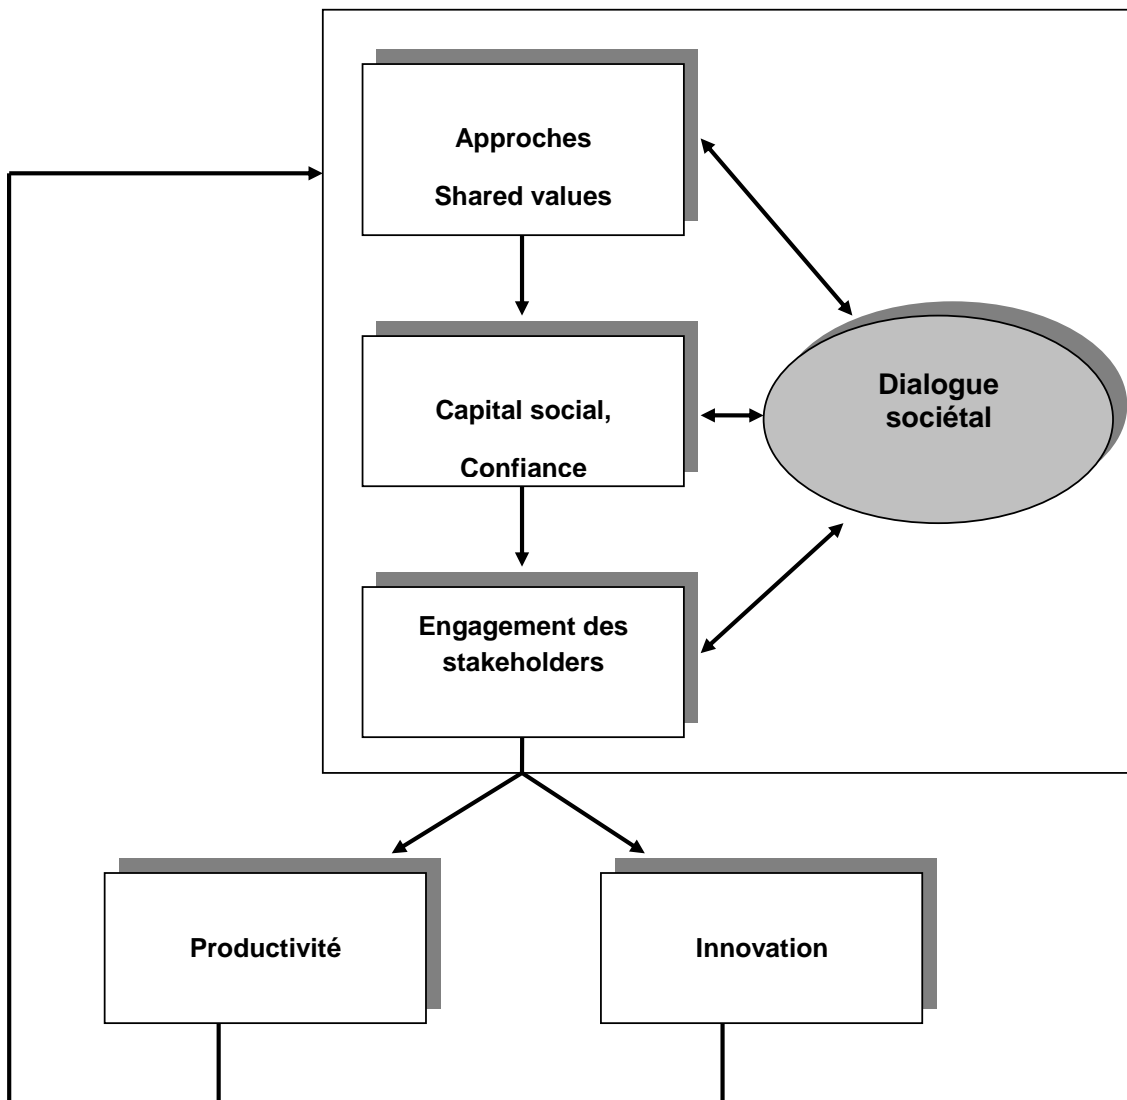 Approches
Shared values
Dialogue
sociétal
Capital social,
Confiance
Engagement des
stakeholders
Productivité
Innovation